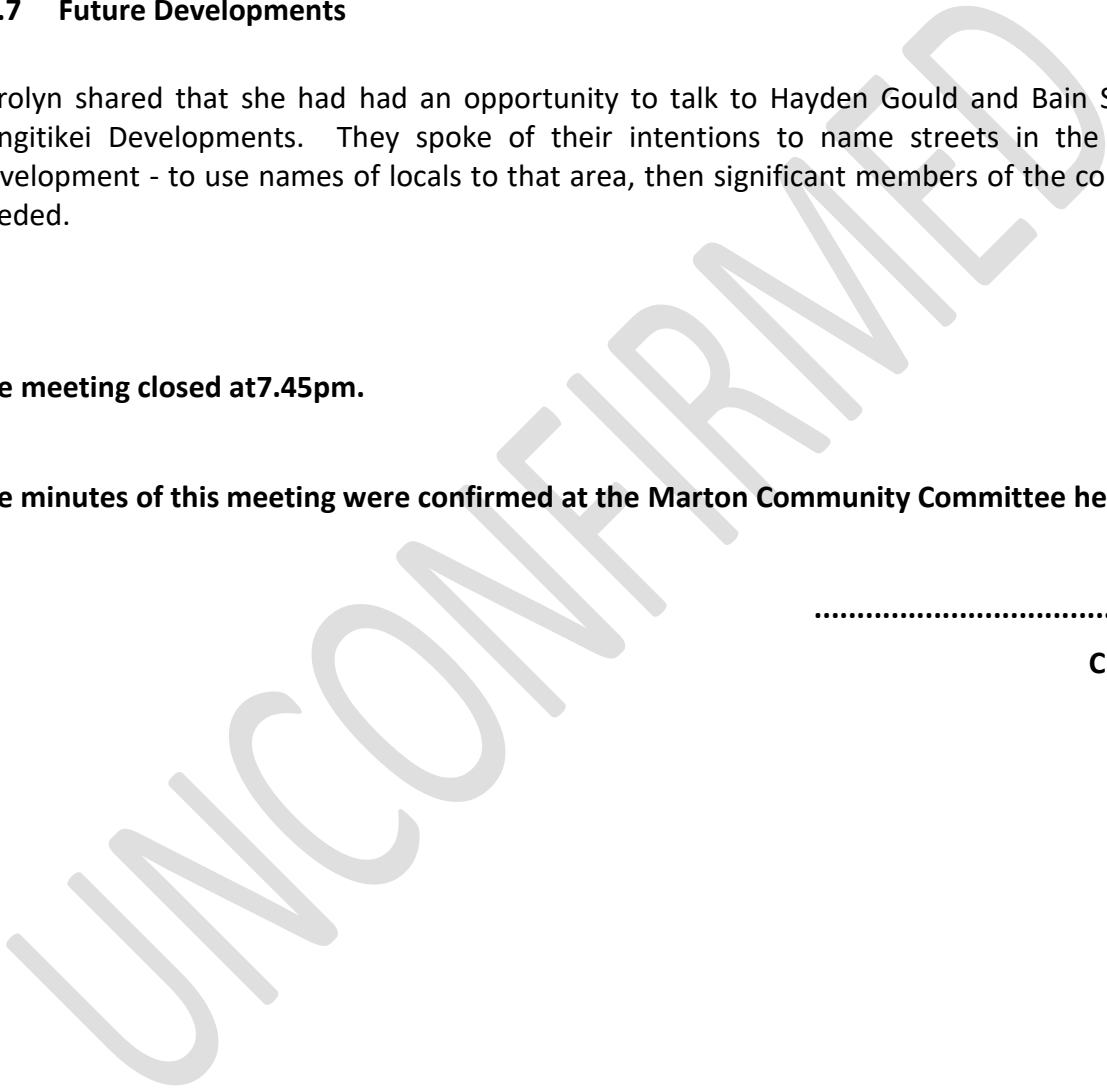 .7 Future Developments
rolyn shared that she had had an opportunity to talk to Hayden Gould and Bain S
ngitikei Developments. They spoke of their intentions to name streets in the
velopment - to use names of locals to that area, then significant members of the co
eded.
e meeting closed at7.45pm.
e minutes of this meeting were confirmed at the Marton Community Committee he
....................................
C
UNCONFIRMED